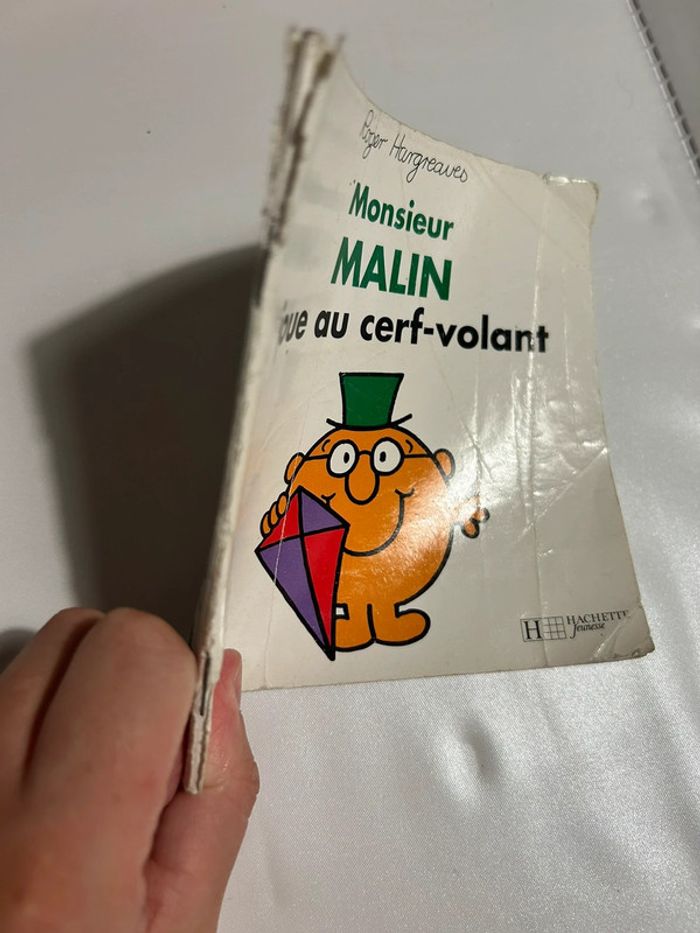 Roger Hargreaves
Monsieur
MALIN
joue au cerf-volant
H HACHETTE
Jeunesse